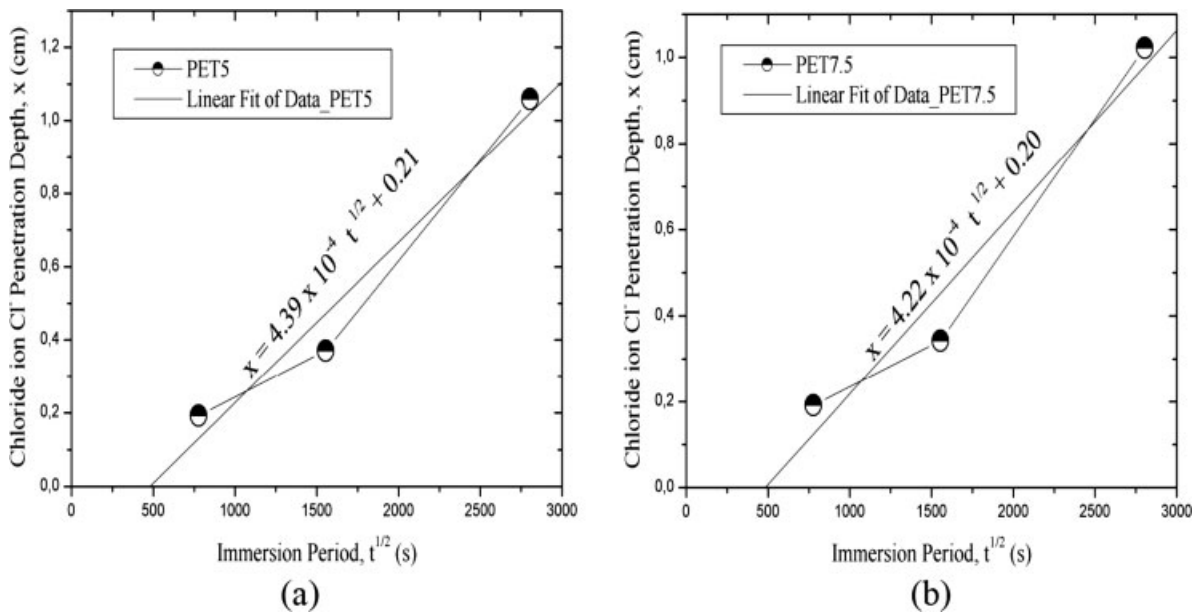 PET5
Linear Fit of Data_PET5
x = 4.39 x 10⁻⁴ t ¹/² + 0.21
Chloride ion Cl⁻ Penetration Depth, x (cm)
1,2
1,0
0,8
0,6
0,4
0,2
0,0
0
500
1000
1500
2000
2500
3000
Immersion Period, t¹/² (s)
(a)
PET7.5
Linear Fit of Data_PET7.5
x = 4.22 x 10⁻⁴ t ¹/² + 0.20
Chloride ion Cl⁻ Penetration Depth, x (cm)
1,0
0,8
0,6
0,4
0,2
0,0
0
500
1000
1500
2000
2500
3000
Immersion Period, t¹/² (s)
(b)